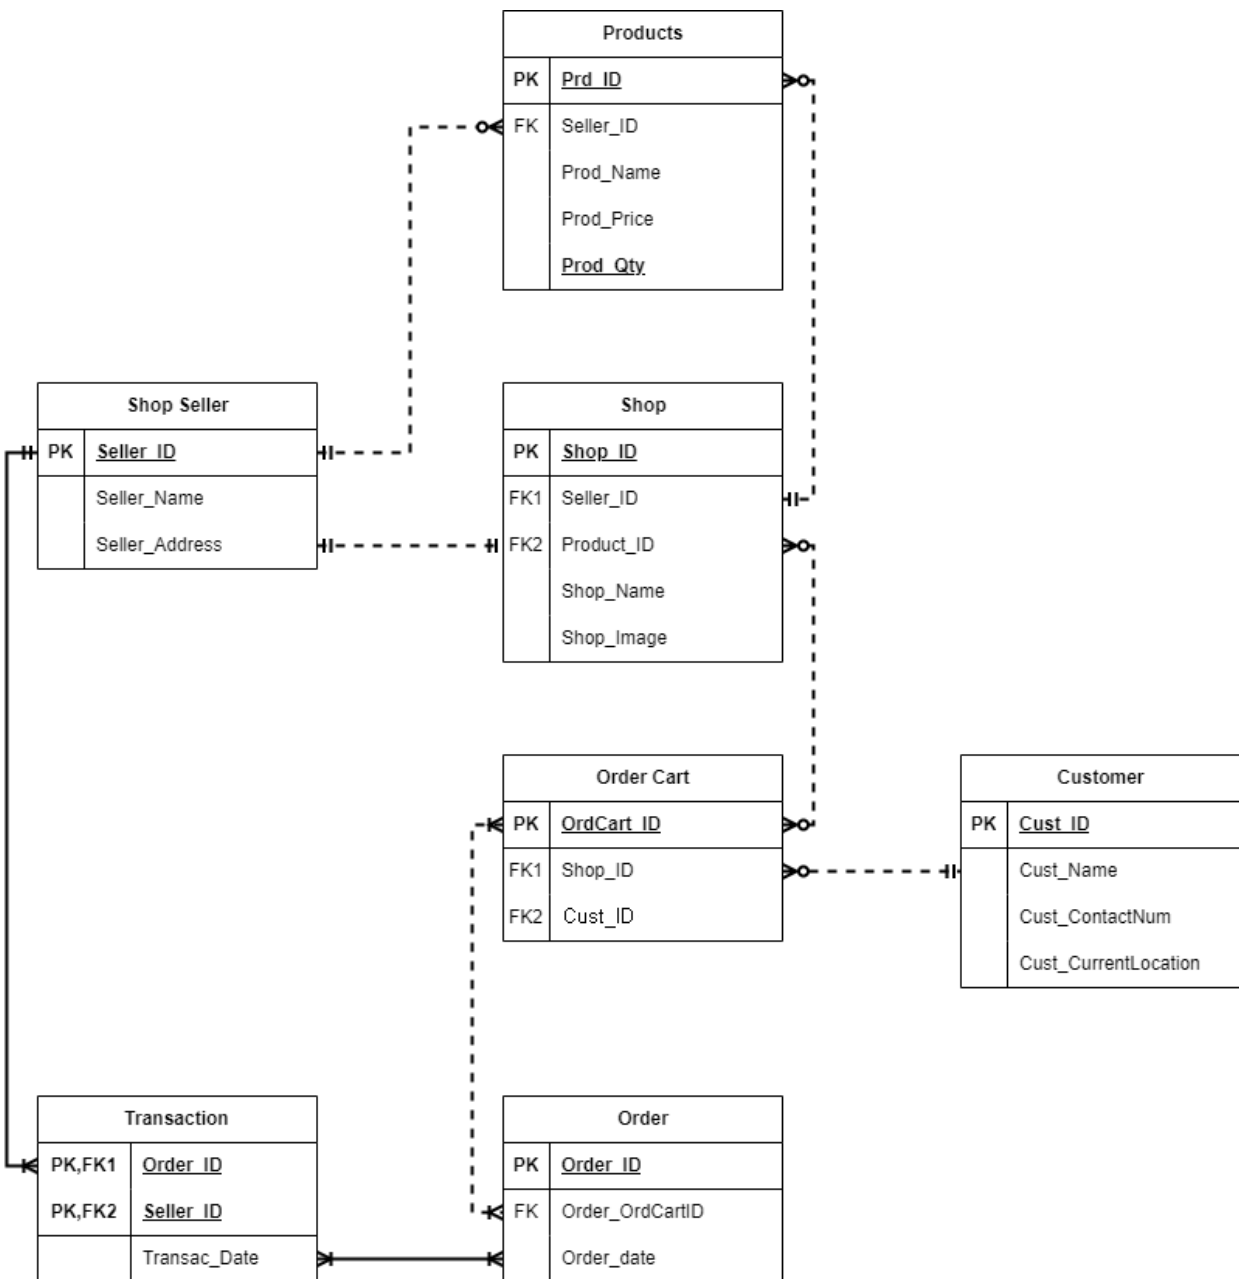 Products
PK Prd_ID
FK Seller_ID
Prod_Name
Prod_Price
Prod_Qty
Shop Seller
PK Seller_ID
Seller_Name
Seller_Address
Shop
PK Shop_ID
FK1 Seller_ID
FK2 Product_ID
Shop_Name
Shop_Image
Order Cart
PK OrdCart_ID
FK1 Shop_ID
FK2 Cust_ID
Customer
PK Cust_ID
Cust_Name
Cust_ContactNum
Cust_CurrentLocation
Transaction
PK,FK1 Order_ID
PK,FK2 Seller_ID
Transac_Date
Order
PK Order_ID
FK Order_OrdCartID
Order_date